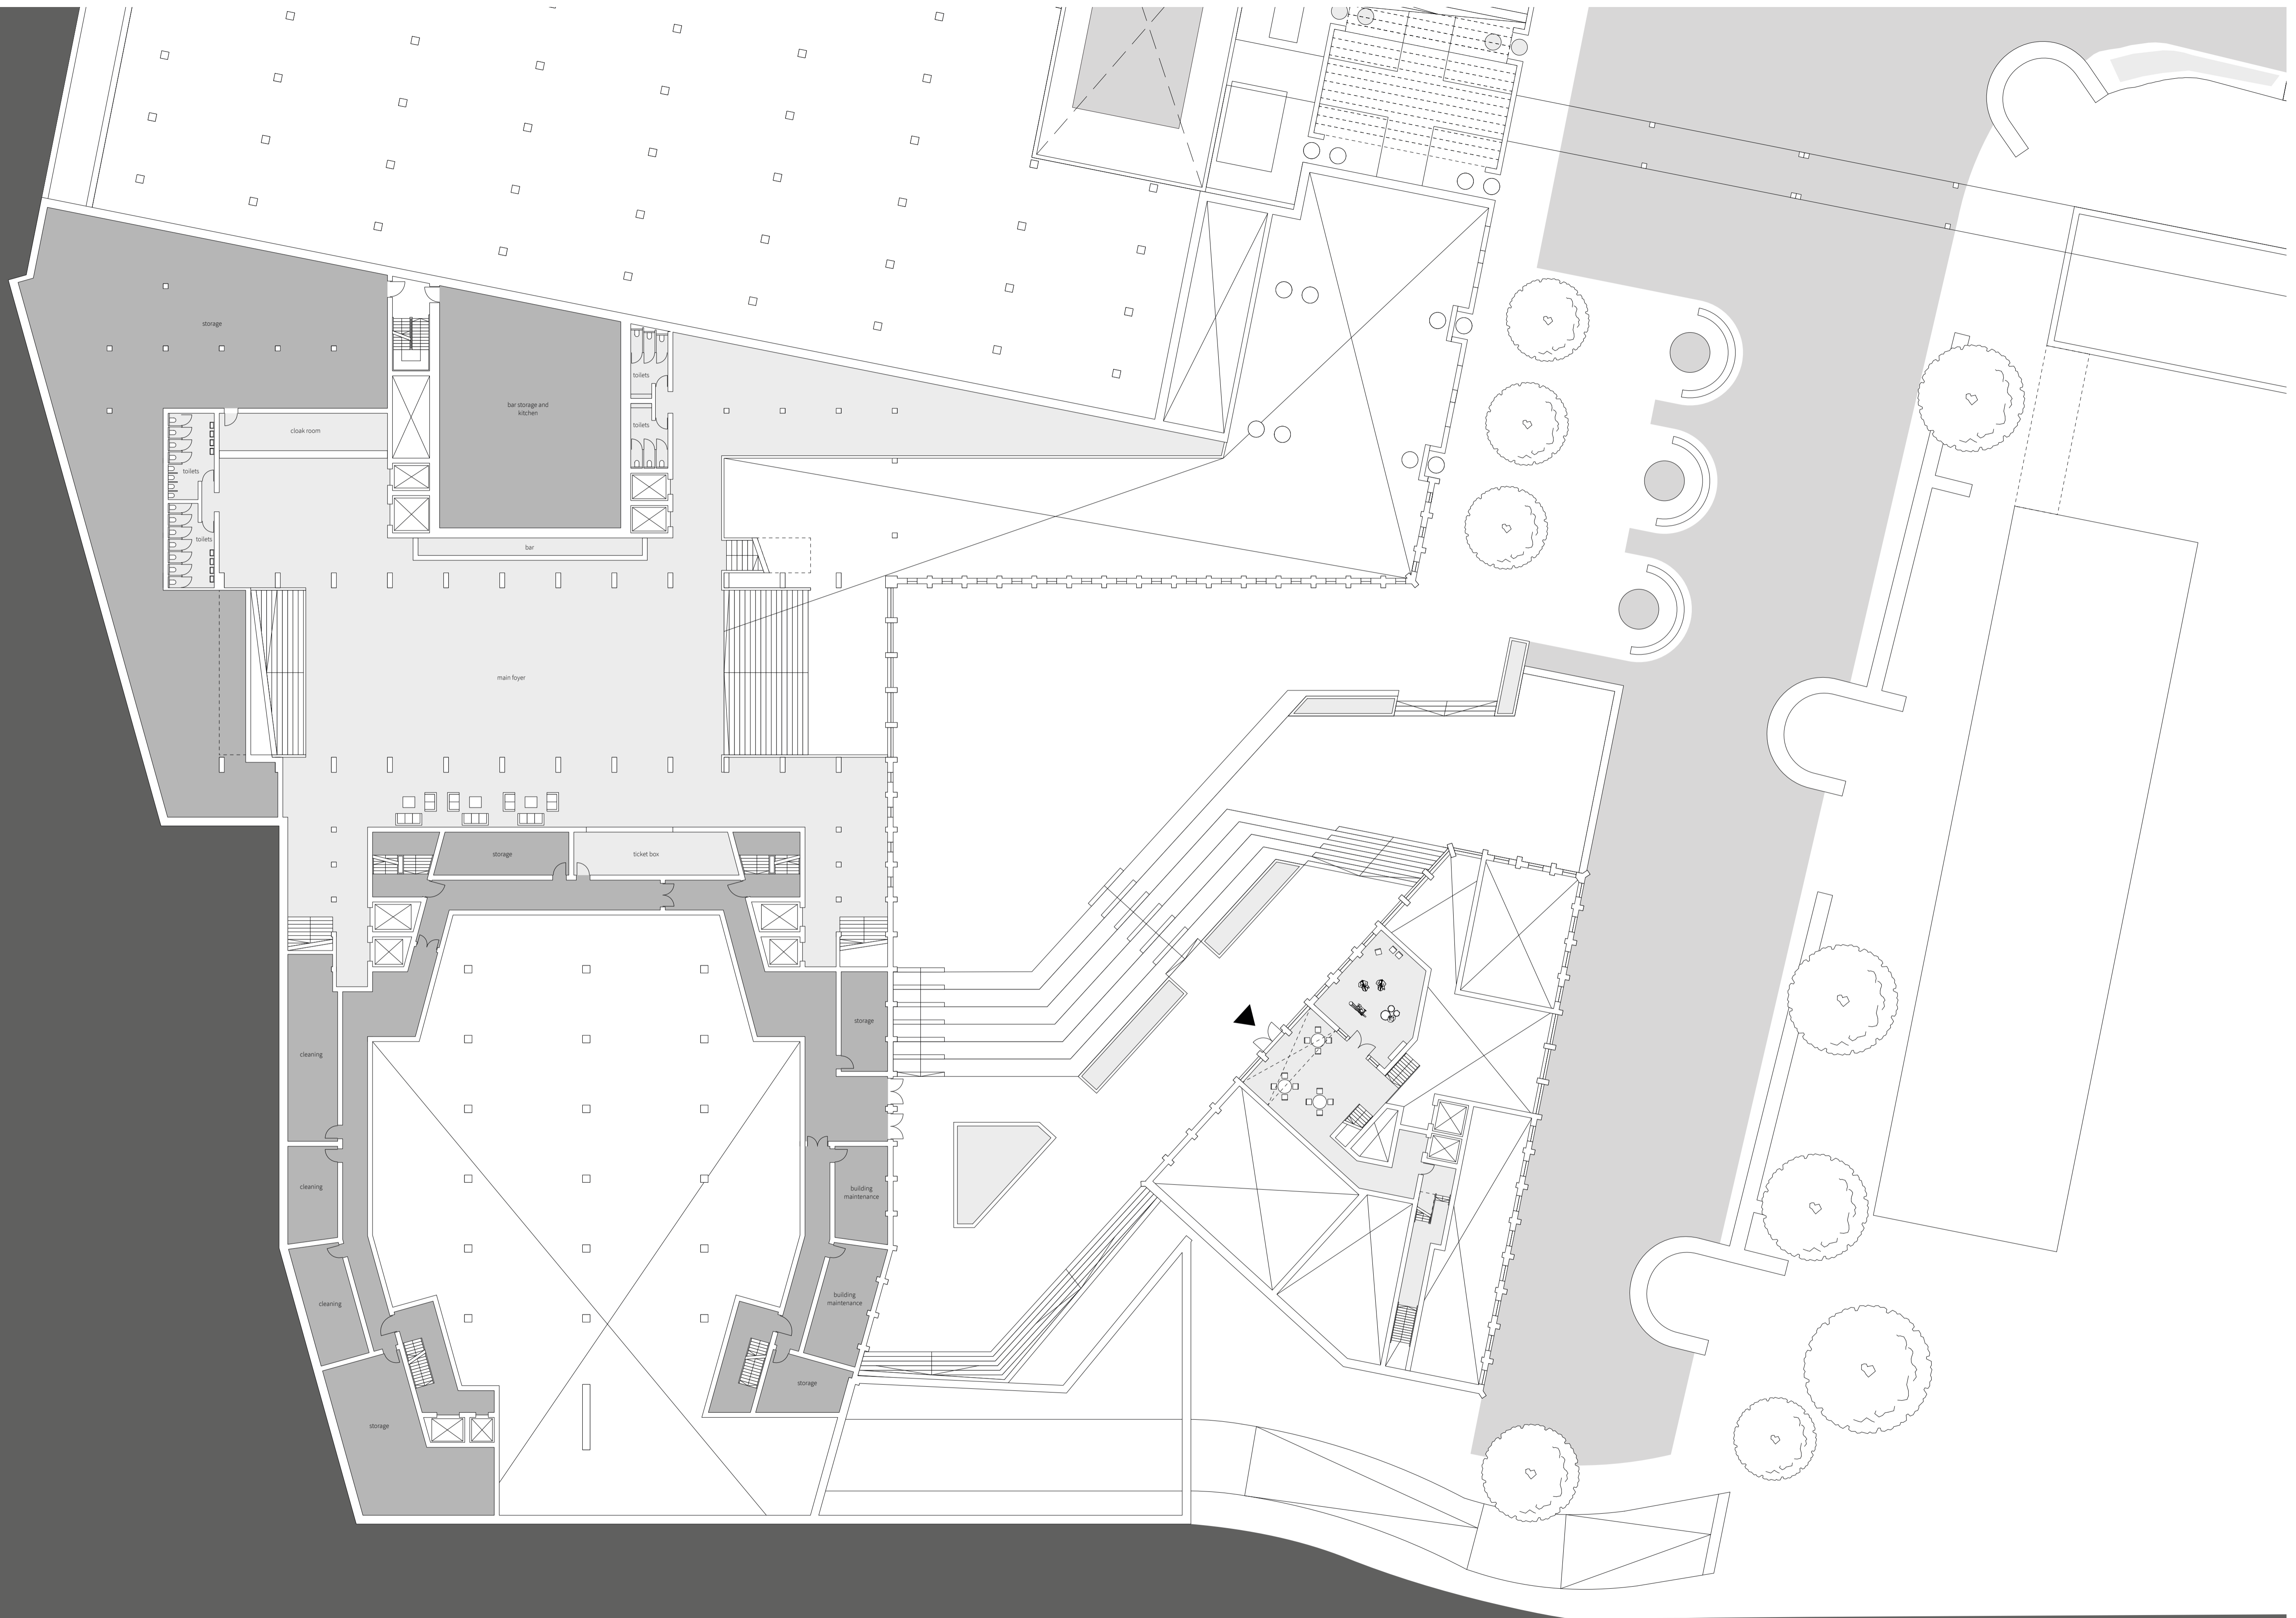 storage
toilets
bar storage and
kitchen
toilets
cloak room
toilets
toilets
bar
main foyer
storage
ticket box
storage
cleaning
cleaning
building
maintenance
cleaning
building
maintenance
storage
storage